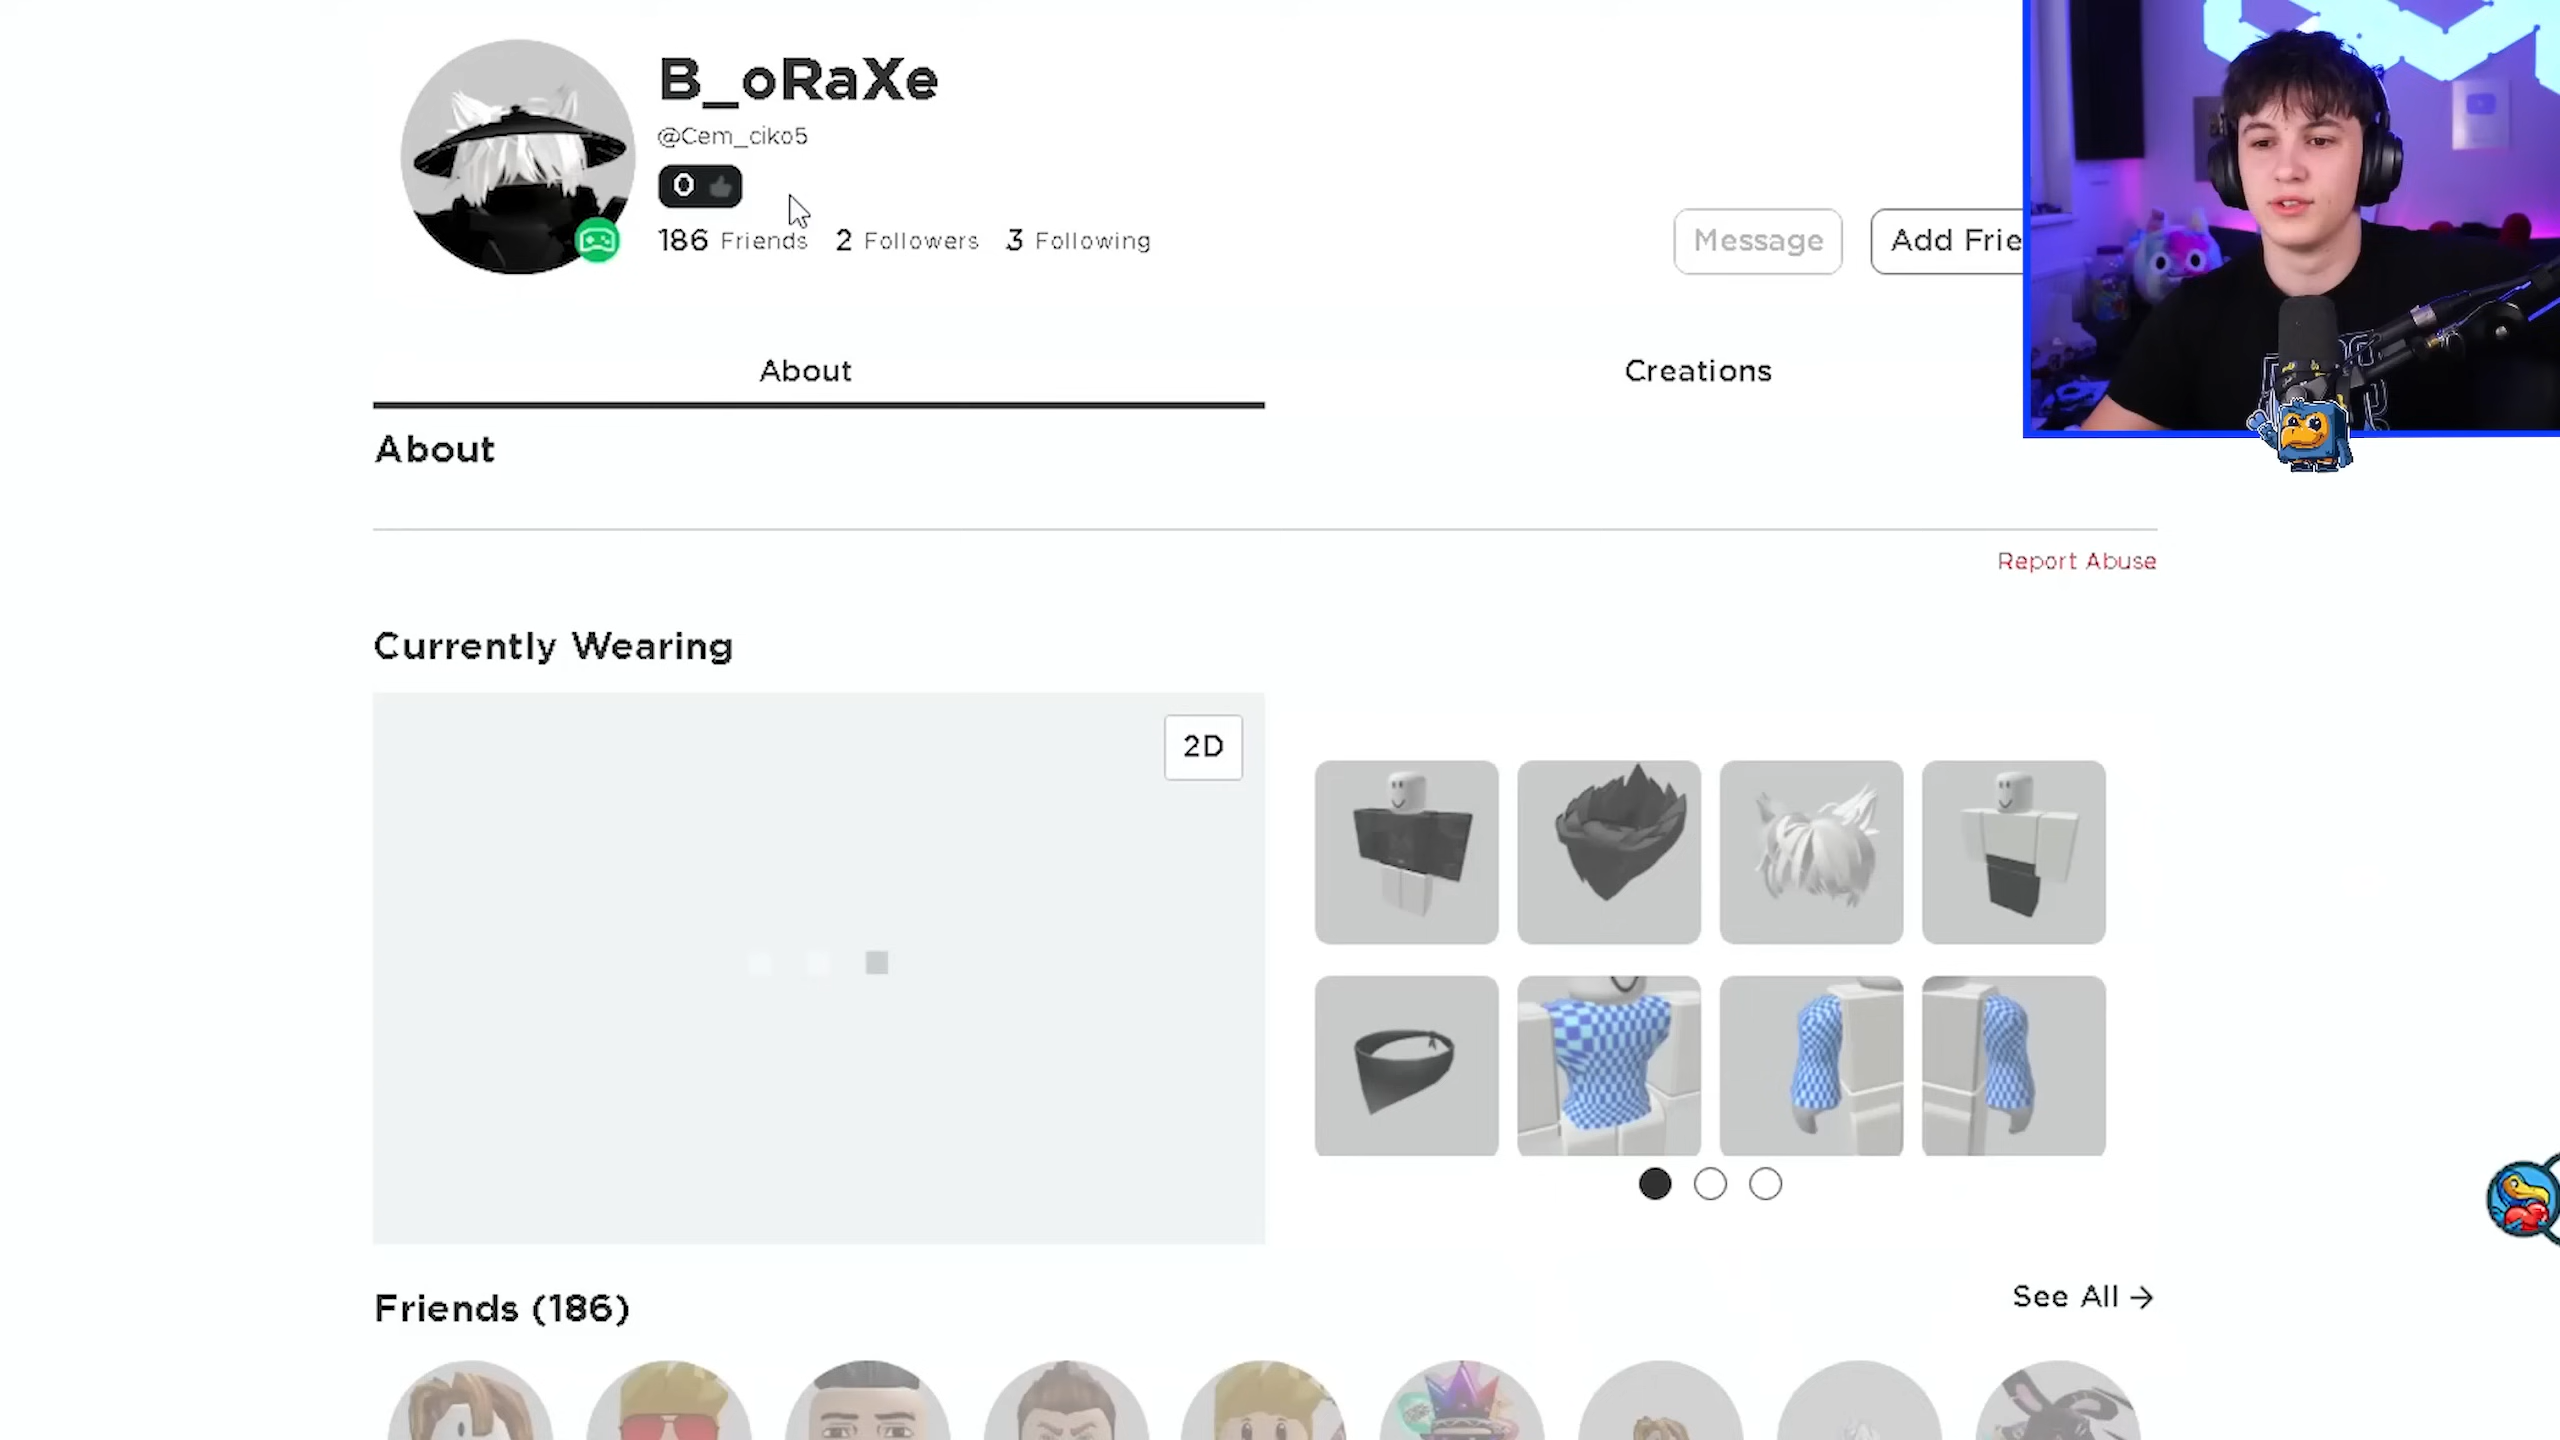 B_oRaXe
@Cem_ciko5
0
186 Friends 2 Followers 3 Following
Message
Add Frie
About
Creations
About
Report Abuse
Currently Wearing
2D
Friends (186)
See All →